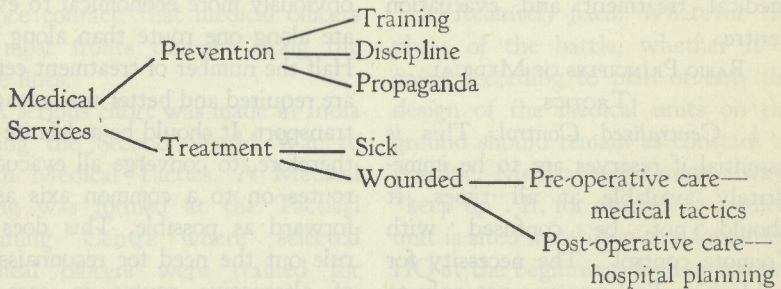 Training
Prevention Discipline
Propaganda
Medical
Services
Treatment Sick
Wounded Pre-operative care—
medical tactics
Post-operative care—
hospital planning